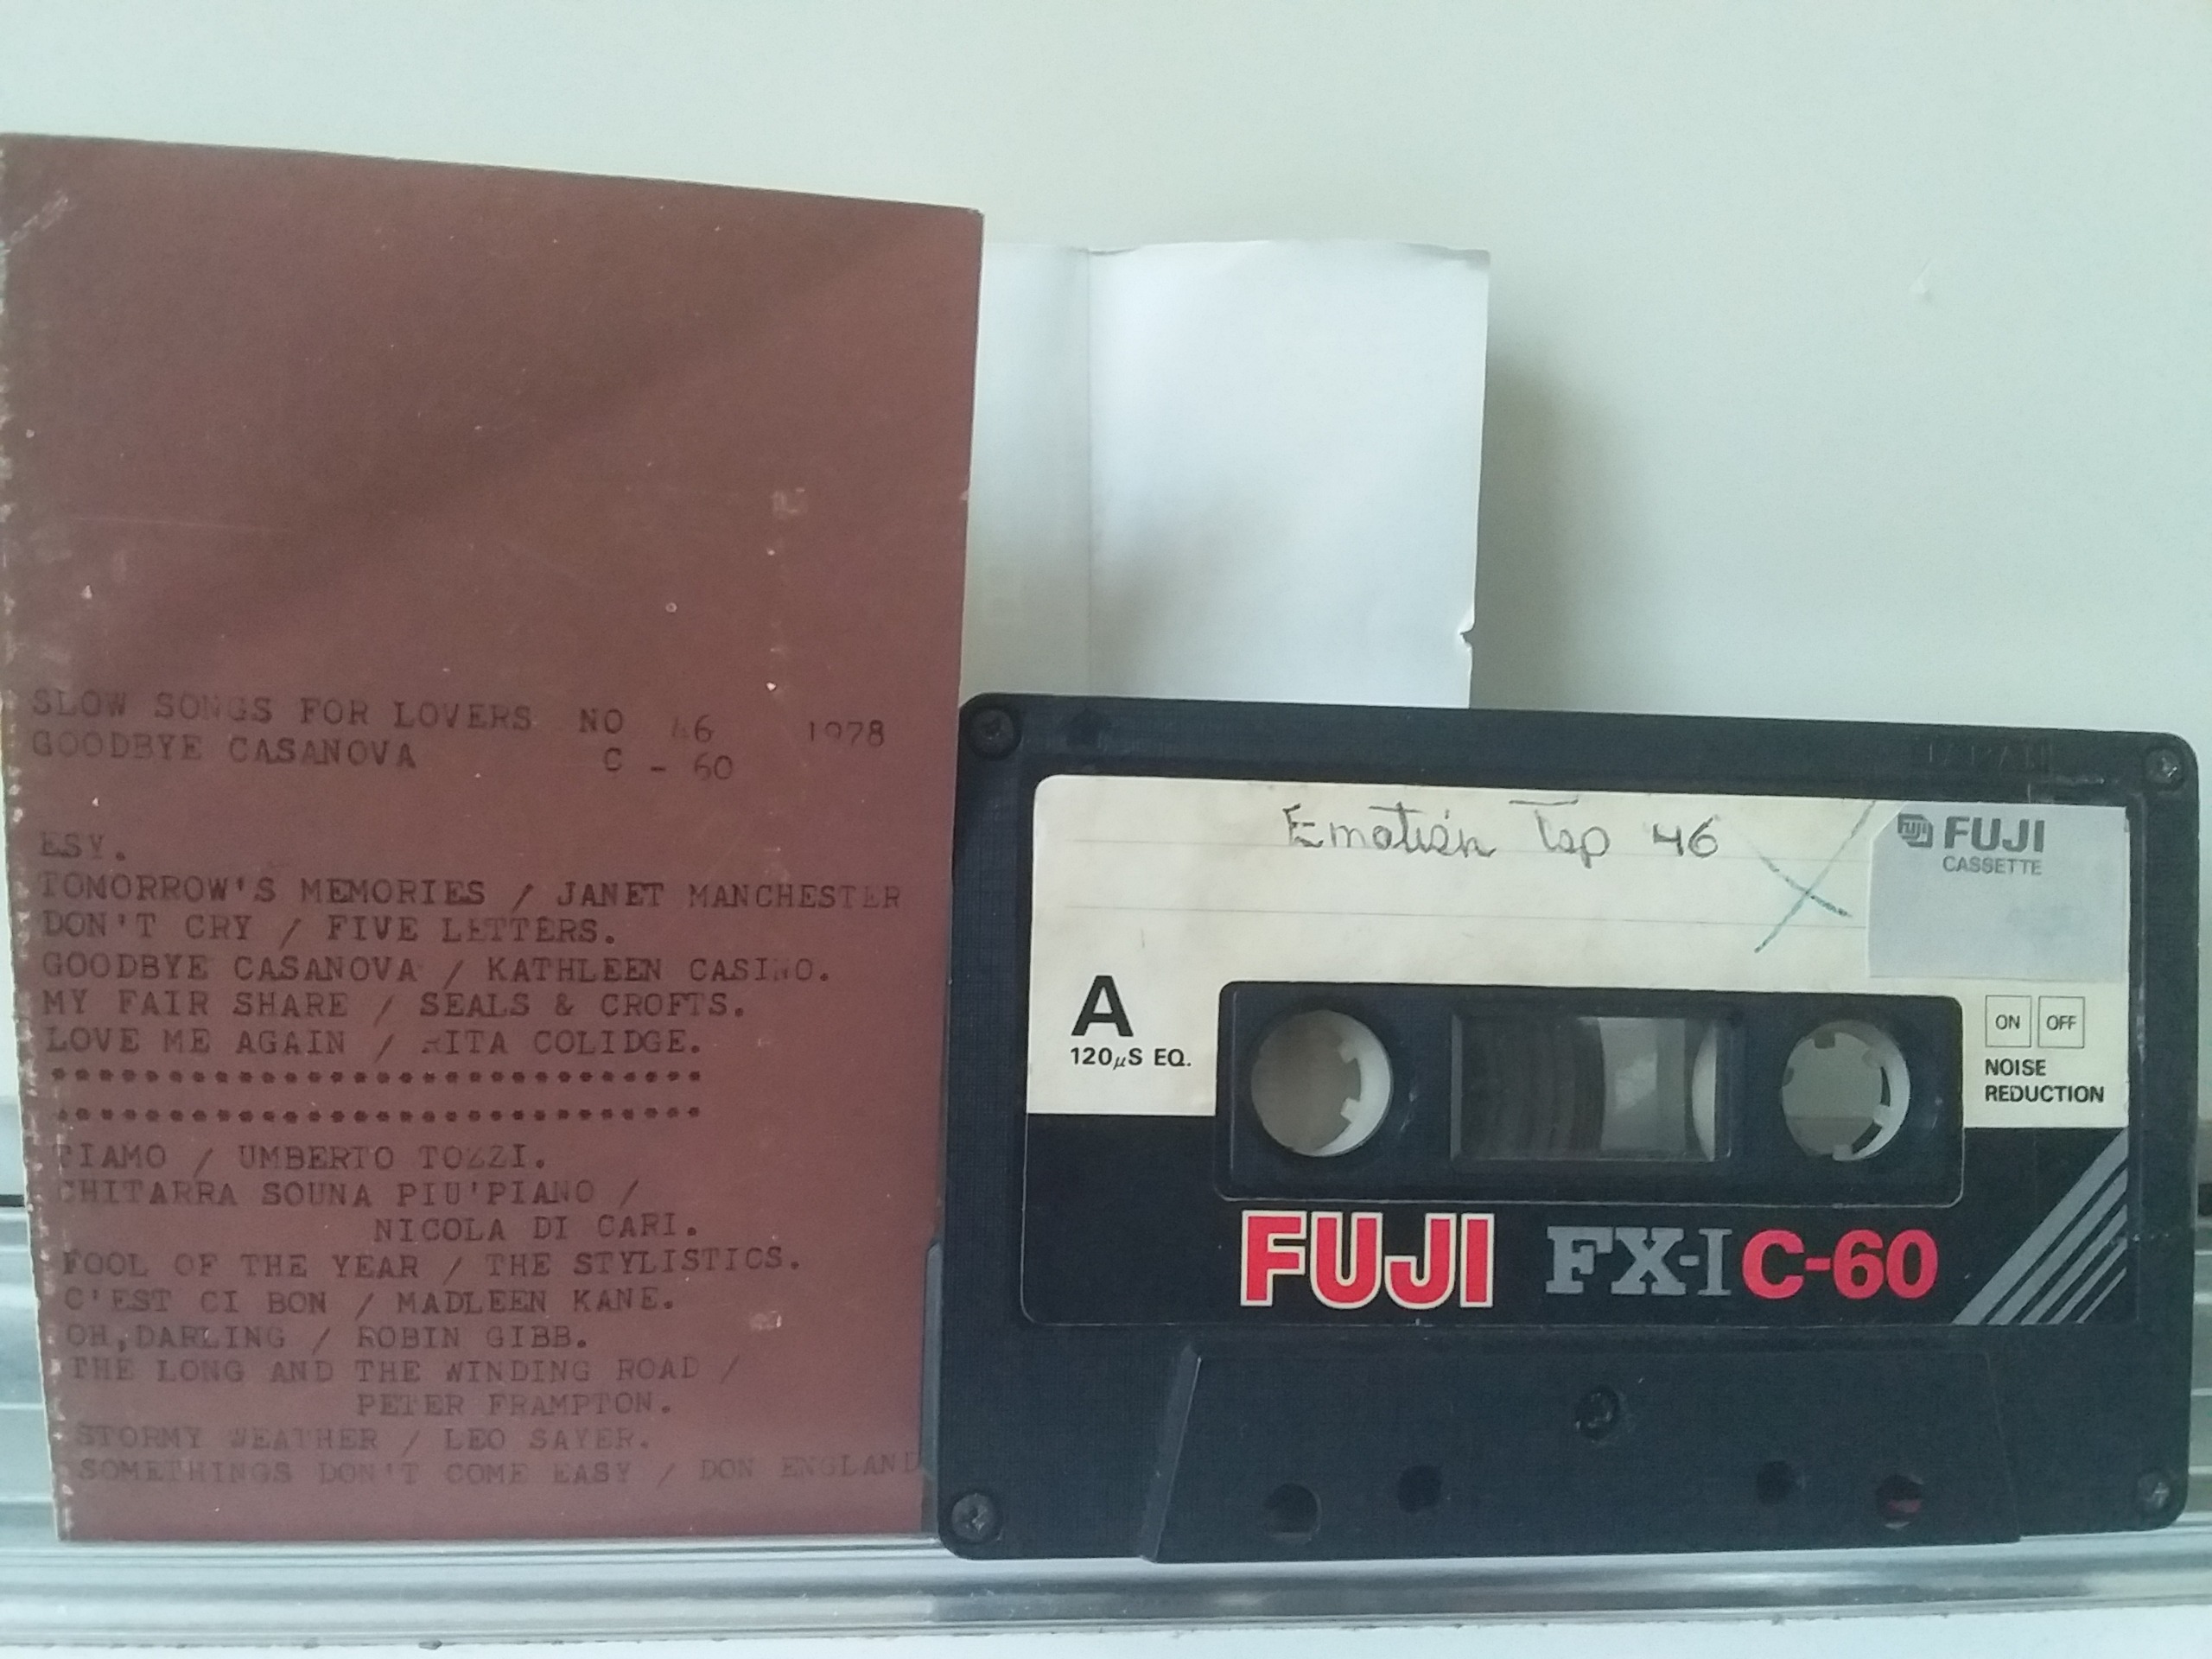 SLOW SONGS FOR LOVERS NO 46 1978
GOODBYE CASANOVA C - 60
ESY.
TOMORROW'S MEMORIES / JANET MANCHESTER
DON'T CRY / FIVE LETTERS.
GOODBYE CASANOVA / KATHLEEN CASINO.
MY FAIR SHARE / SEALS & CROFTS.
LOVE ME AGAIN / RITA COLIDGE.
TIAMO / UMBERTO TOZZI.
CHITARRA SOUNA PIU'PIANO /
NICOLA DI CARI.
FOOL OF THE YEAR / THE STYLISTICS.
C'EST CI BON / MADLEEN KANE.
OH,DARLING / ROBIN GIBB.
THE LONG AND THE WINDING ROAD /
PETER FRAMPTON.
STORMY WEATHER / LEO SAYER.
SOMETHINGS DON'T COME EASY / DON ENGLAND
Emotion Top 46
FUJI
CASSETTE
A
120μS EQ.
ON OFF
NOISE
REDUCTION
FUJI FX-I C-60